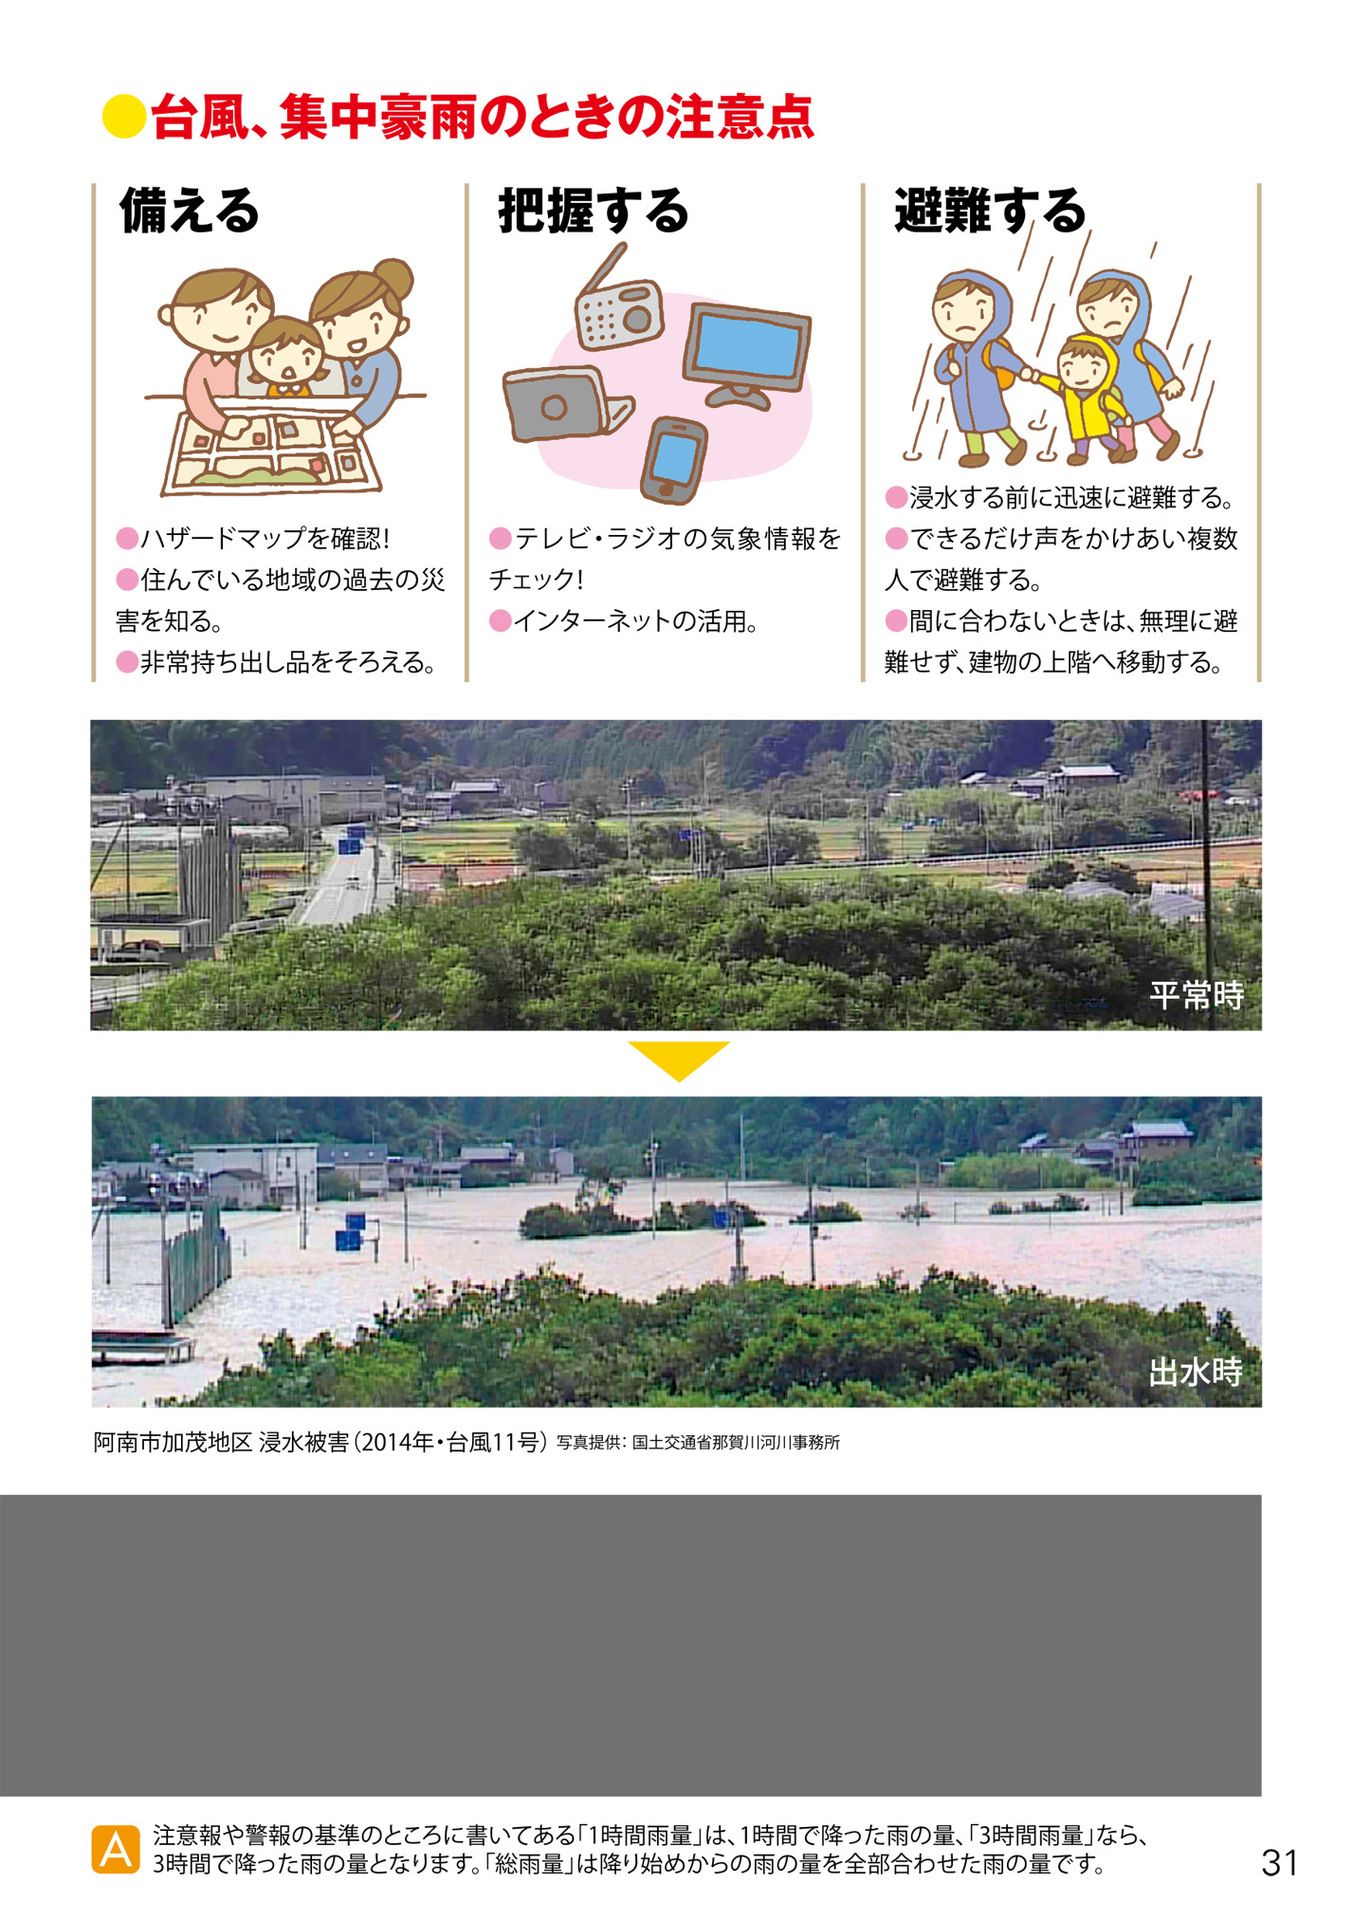 ●台風、集中豪雨のときの注意点
備える
●ハザードマップを確認!
●住んでいる地域の過去の災
害を知る。
●非常持ち出し品をそろえる。
把握する
●テレビ・ラジオの気象情報を
チェック!
●インターネットの活用。
避難する
●浸水する前に迅速に避難する。
●できるだけ声をかけあい複数
人で避難する。
●間に合わないときは、無理に避
難せず、建物の上階へ移動する。
平常時
出水時
阿南市加茂地区 浸水被害(2014年・台風11号) 写真提供: 国土交通省那賀川河川事務所
A 注意報や警報の基準のところに書いてある「1時間雨量」は、1時間で降った雨の量、「3時間雨量」なら、
3時間で降った雨の量となります。「総雨量」は降り始めからの雨の量を全部合わせた雨の量です。
31